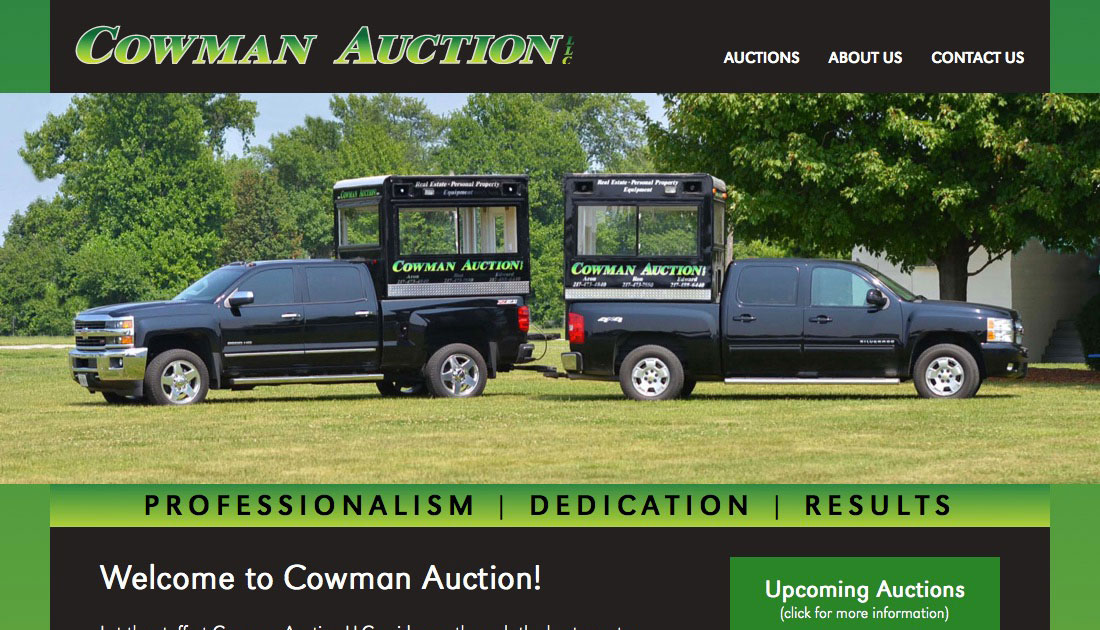 COWMAN AUCTION LLC
AUCTIONS ABOUT US CONTACT US
Real Estate - Personal Property
Equipment
COWMAN AUCTION
Real Estate - Personal Property
Equipment
COWMAN AUCTION
PROFESSIONALISM | DEDICATION | RESULTS
Welcome to Cowman Auction!
Upcoming Auctions
(click for more information)